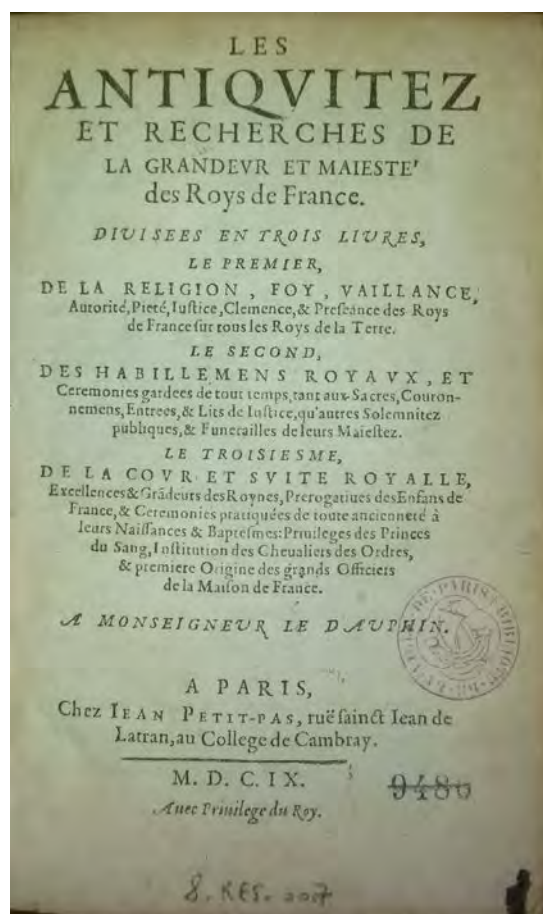 LES
ANTIQVITEZ
ET RECHERCHES DE
LA GRANDEVR ET MAIESTE'
des Roys de France.
DIVISEES EN TROIS LIVRES,
LE PREMIER,
DE LA RELIGION, FOY, VAILLANCE,
Autorité, Pieté, Iuſtice, Clemence, & Preſeance des Roys
de France ſur tous les Roys de la Terre.
LE SECOND,
DES HABILLEMENS ROYAVX, ET
Ceremonies gardees de tout temps, tant aux Sacres, Couron-
nemens, Entrees, & Lits de Iuſtice, qu'autres Solemnitez
publiques, & Funerailles de leurs Maieſtez.
LE TROISIESME,
DE LA COVR ET SVITE ROYALLE,
Excellences & Grãdeurs des Roynes, Prerogatiues des Enfans de
France, & Ceremonies pratiquées de toute ancienneté à
leurs Naiſſances & Bapteſmes: Priuileges des Princes
du Sang, Inſtitution des Cheualiers des Ordres,
& premiere Origine des grands Officiers
de la Maiſon de France.
A MONSEIGNEVR LE DAVPHIN.
A PARIS,
Chez IEAN PETIT-PAS, ruë ſainct Iean de
Latran, au College de Cambray.
M. D. C. IX.
Auec Priuilege du Roy.
8. RES. 2007